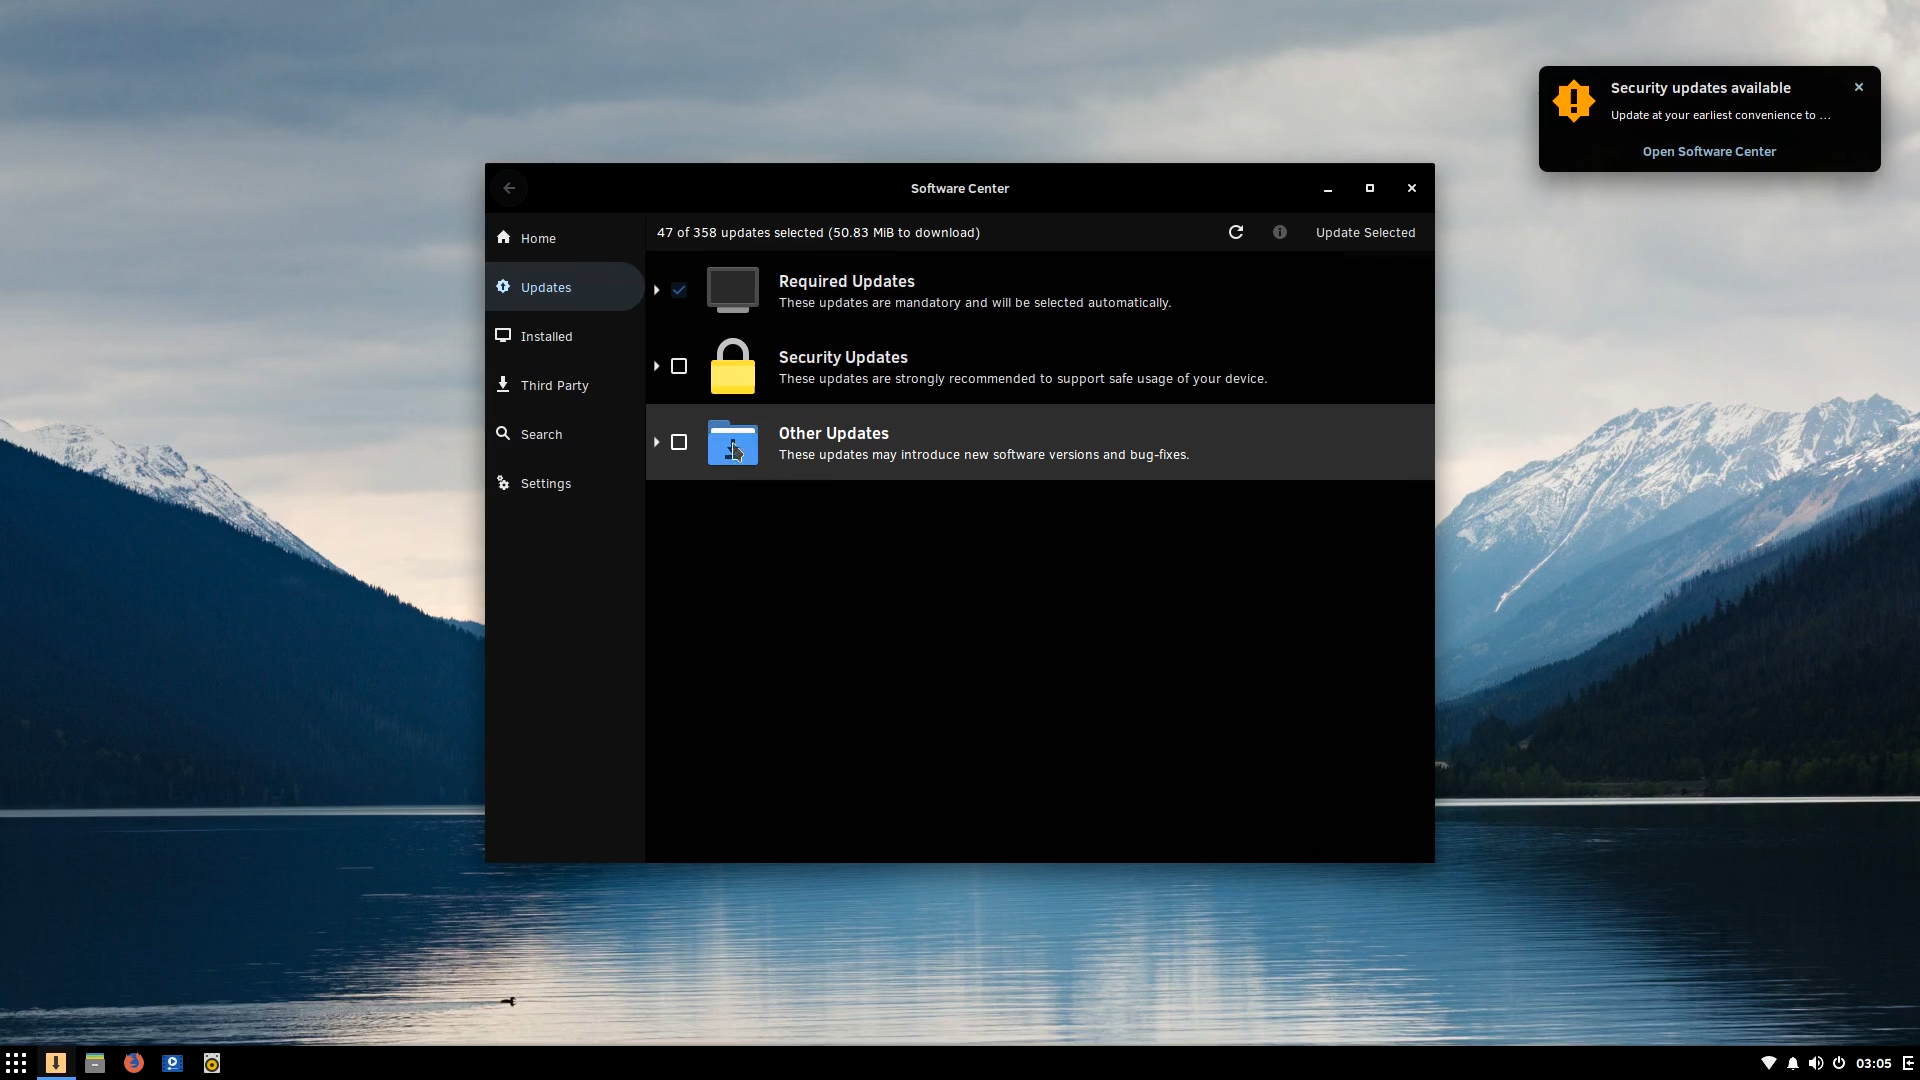 Security updates available
Update at your earliest convenience to ...
Open Software Center
Software Center
Home
Updates
Installed
Third Party
Search
Settings
47 of 358 updates selected (50.83 MiB to download)
Update Selected
Required Updates
These updates are mandatory and will be selected automatically.
Security Updates
These updates are strongly recommended to support safe usage of your device.
Other Updates
These updates may introduce new software versions and bug-fixes.
03:05